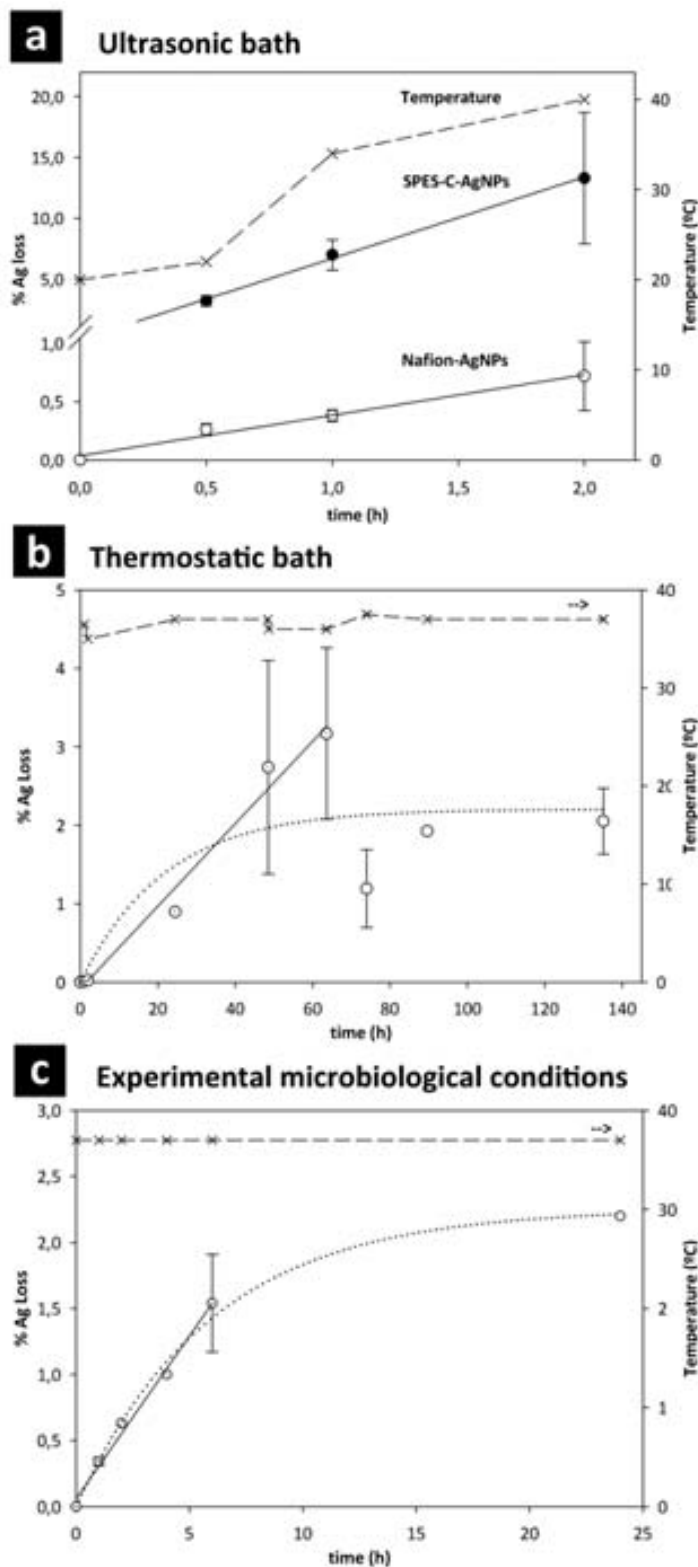 a Ultrasonic bath
20,0
15,0
10,0
5,0
1,0
0,5
0,0
% Ag loss
Temperature
SPES-C-AgNPs
Nafion-AgNPs
40
30
20
10
0
Temperature (ºC)
0,0 0,5 1,0 1,5 2,0
time (h)
b Thermostatic bath
5
4
3
2
1
0
% Ag Loss
40
30
20
10
0
Temperature (ºC)
0 20 40 60 80 100 120 140
time (h)
c Experimental microbiological conditions
3,0
2,5
2,0
1,5
1,0
0,5
0,0
% Ag Loss
40
30
2
1
0
Temperature (ºC)
0 5 10 15 20 25
time (h)